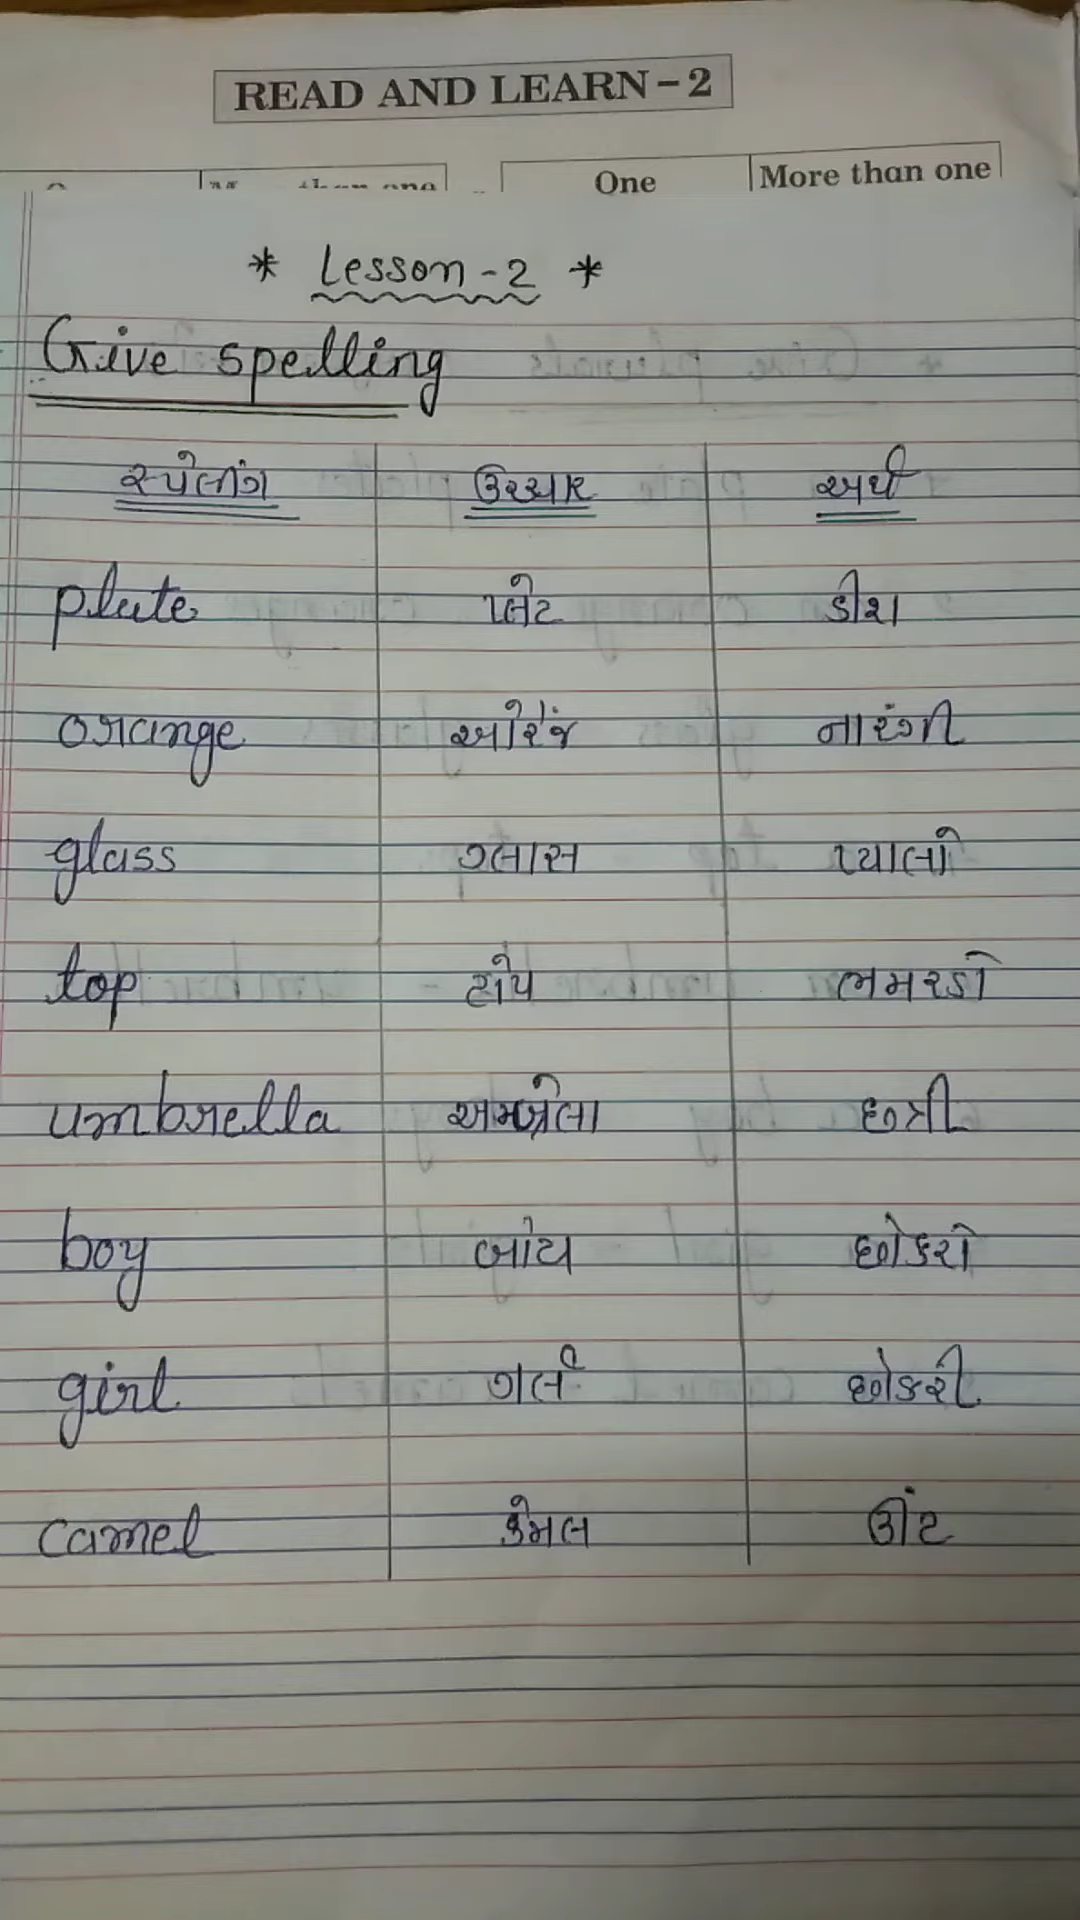 READ AND LEARN – 2
One More than one
* Lesson - 2 *
Give spelling
સ્પેલીંગ ઉચ્ચાર અર્થ
plate પ્લેટ ડીશ
orange ઓરેંજ નારંગી
glass ગ્લાસ પ્યાલો
top ટોપ ભમરડો
umbrella અમ્બ્રેલા છત્રી
boy બોય છોકરો
girl ગર્લ છોકરી
camel કેમલ ઊંટ